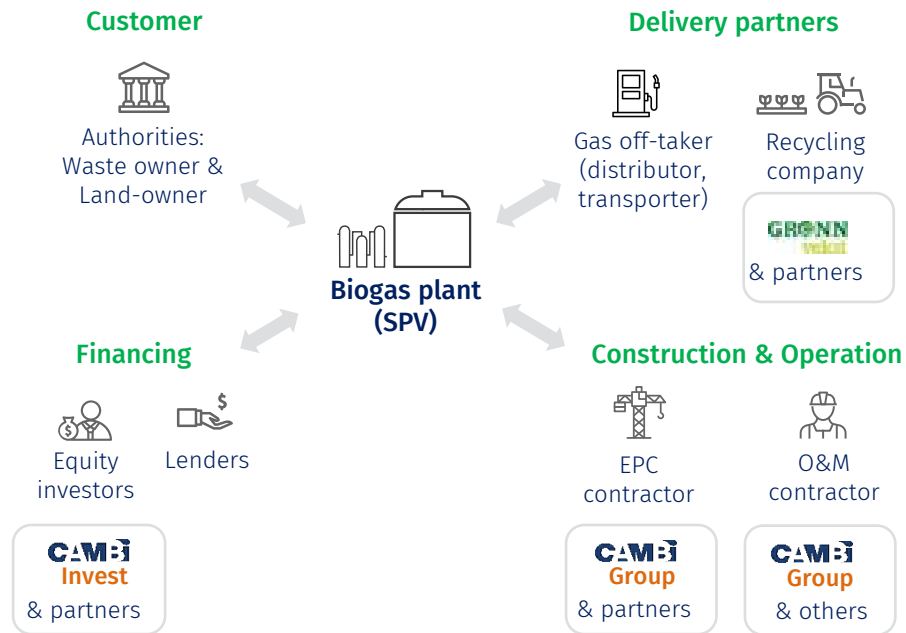 Customer
Authorities:
Waste owner &
Land-owner
Delivery partners
Gas off-taker
(distributor,
transporter)
Recycling
company
GRØNN
vekst
& partners
Biogas plant
(SPV)
Financing
$
Equity
investors
$
Lenders
CAMBi
Invest
& partners
Construction & Operation
EPC
contractor
CAMBi
Group
& partners
O&M
contractor
CAMBi
Group
& others